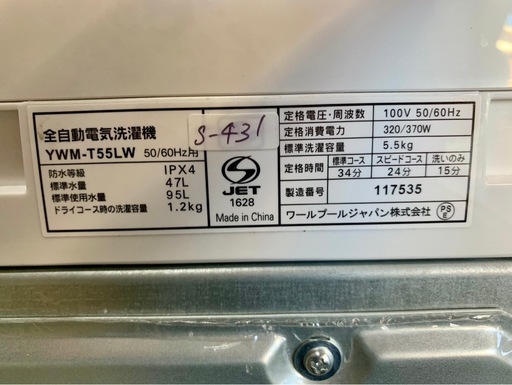 全自動電気洗濯機
YWM-T55LW 50/60Hz用
防水等級 IPX4
標準水量 47L
標準使用水量 95L
ドライコース時の洗濯容量 1.2kg
S-431
S
JET
1628
Made in China
定格電圧・周波数 100V 50/60Hz
定格消費電力 320/370W
標準洗濯容量 5.5kg
定格時間 標準コース スピードコース 洗いのみ
34分 24分 15分
製造番号 117535
ワールプールジャパン株式会社
PS
E